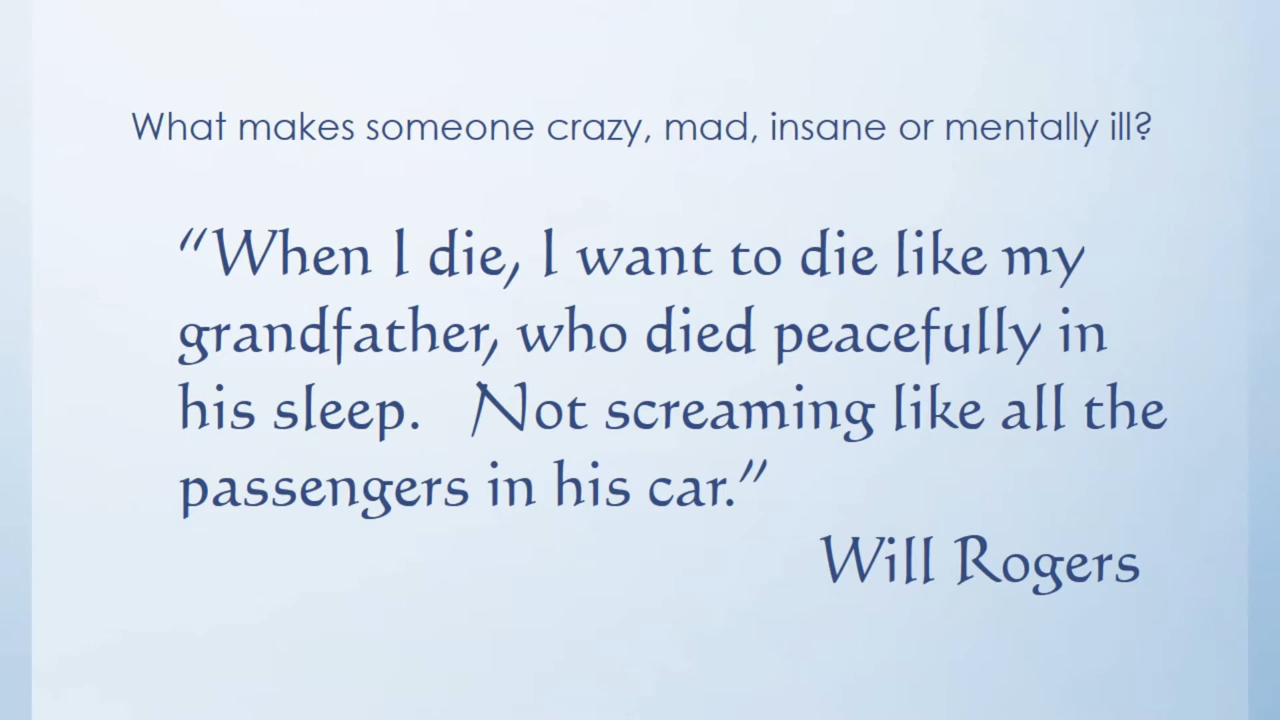 What makes someone crazy, mad, insane or mentally ill?
“When I die, I want to die like my
grandfather, who died peacefully in
his sleep.   Not screaming like all the
passengers in his car.”
Will Rogers